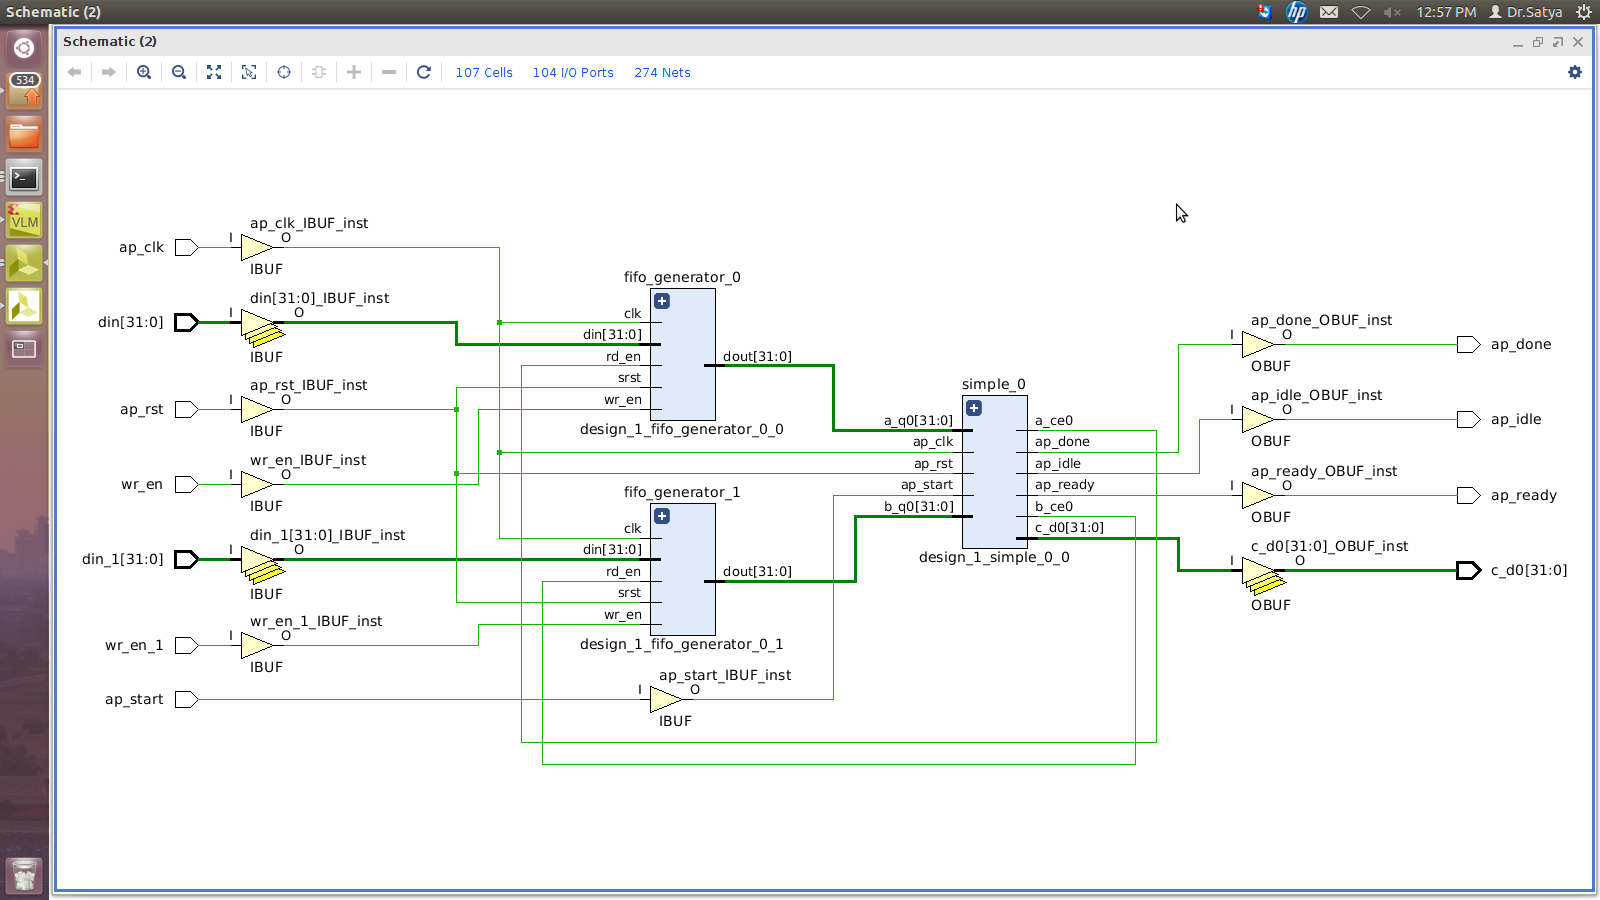 Schematic (2)
12:57 PM
Dr.Satya
Schematic (2)
107 Cells
104 I/O Ports
274 Nets
534
VLM
ap_clk
I
ap_clk_IBUF_inst
O
IBUF
din[31:0]
I
din[31:0]_IBUF_inst
O
IBUF
ap_rst
I
ap_rst_IBUF_inst
O
IBUF
wr_en
I
wr_en_IBUF_inst
O
IBUF
din_1[31:0]
I
din_1[31:0]_IBUF_inst
O
IBUF
wr_en_1
I
wr_en_1_IBUF_inst
O
IBUF
ap_start
I
ap_start_IBUF_inst
O
IBUF
fifo_generator_0
clk
din[31:0]
rd_en
srst
wr_en
dout[31:0]
design_1_fifo_generator_0_0
fifo_generator_1
clk
din[31:0]
rd_en
srst
wr_en
dout[31:0]
design_1_fifo_generator_0_1
simple_0
a_q0[31:0]
ap_clk
ap_rst
ap_start
b_q0[31:0]
a_ce0
ap_done
ap_idle
ap_ready
b_ce0
c_d0[31:0]
design_1_simple_0_0
I
ap_done_OBUF_inst
O
OBUF
ap_done
I
ap_idle_OBUF_inst
O
OBUF
ap_idle
I
ap_ready_OBUF_inst
O
OBUF
ap_ready
I
c_d0[31:0]_OBUF_inst
O
OBUF
c_d0[31:0]